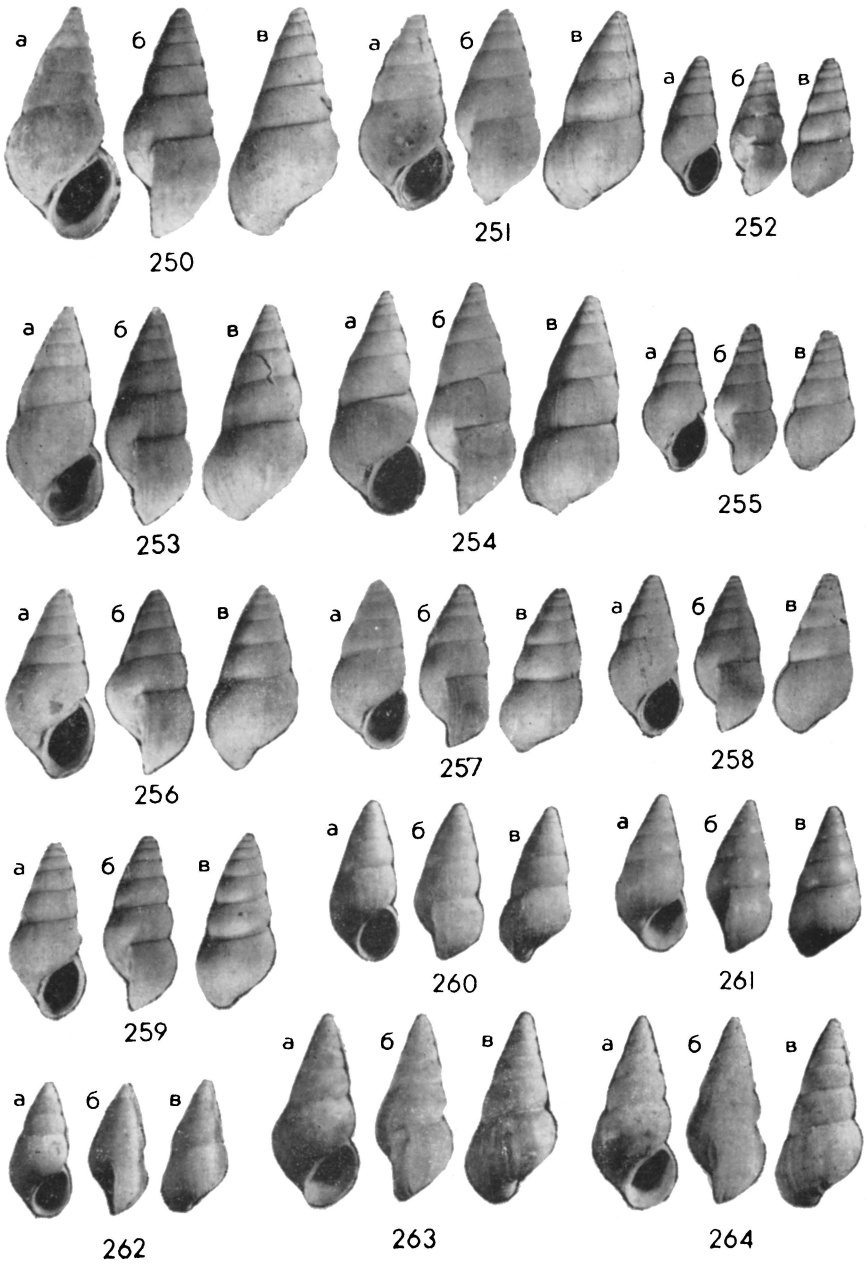 а б в
250
а б в
251
а б в
252
а б в
253
а б в
254
а б в
255
а б в
256
а б в
257
а б в
258
а б в
259
а б в
260
а б в
261
а б в
262
а б в
263
а б в
264